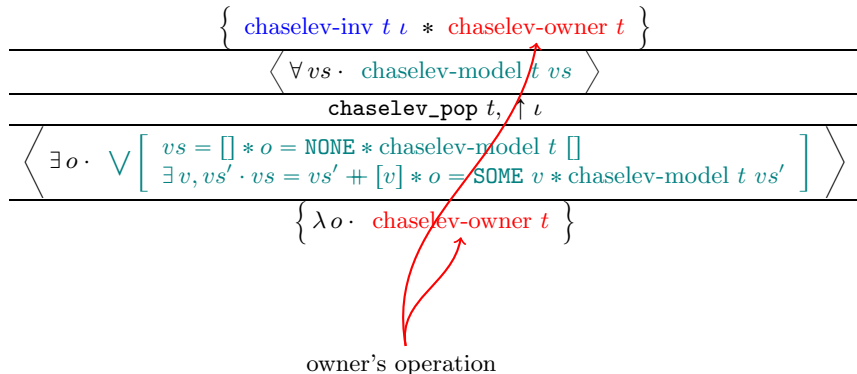 { chaselev-inv t ι * chaselev-owner t }
⟨ ∀ vs · chaselev-model t vs ⟩
chaselev_pop t, ↑ ι
⟨ ∃ o · ⋁ [ vs = [] * o = NONE * chaselev-model t []
∃ v, vs′ · vs = vs′ ++ [v] * o = SOME v * chaselev-model t vs′ ] ⟩
{ λ o · chaselev-owner t }
owner's operation